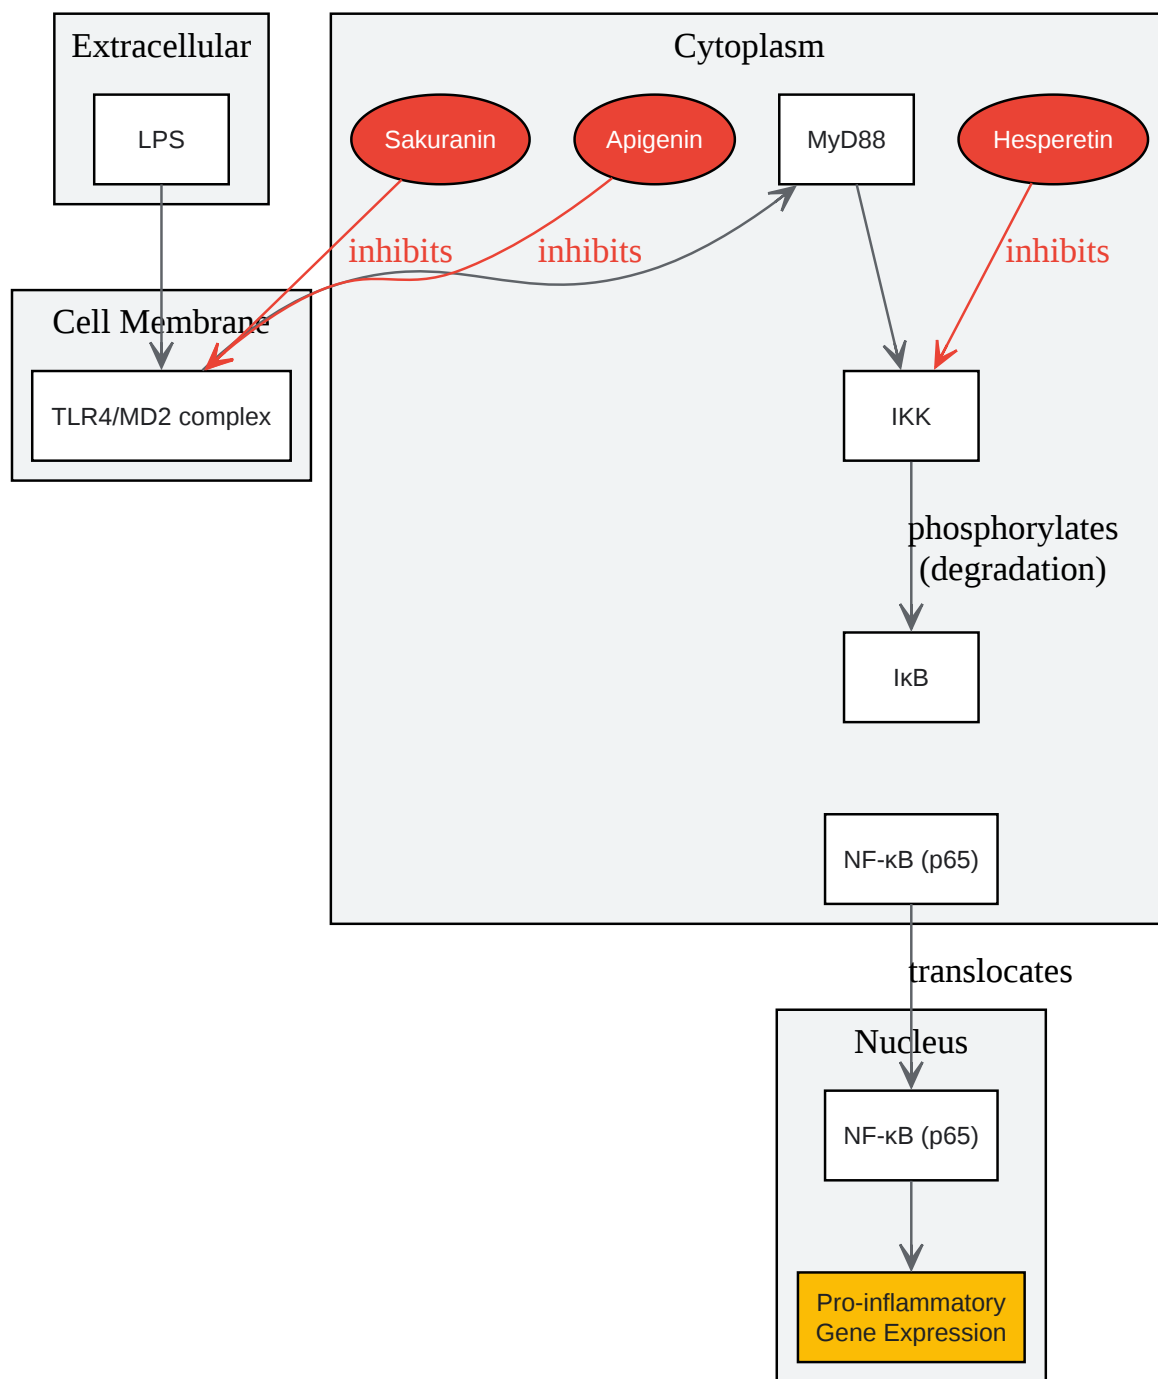 Extracellular
Cytoplasm
LPS
Sakuranin
Apigenin
MyD88
Hesperetin
inhibits
inhibits
inhibits
Cell Membrane
TLR4/MD2 complex
IKK
phosphorylates
(degradation)
IκB
NF-κB (p65)
translocates
Nucleus
NF-κB (p65)
Pro-inflammatory
Gene Expression